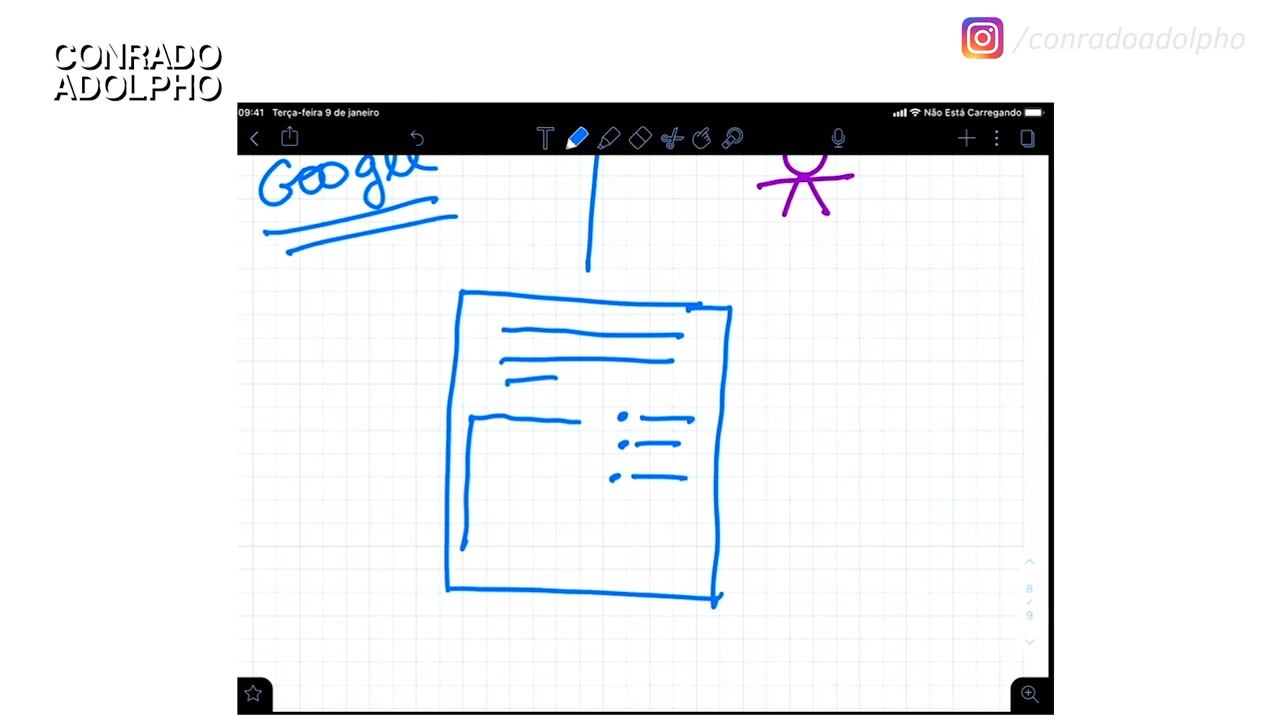 CONRADO
ADOLPHO
/conradoadolpho
09:41 Terça-feira 9 de janeiro
Não Está Carregando
T
Google
8
/
9